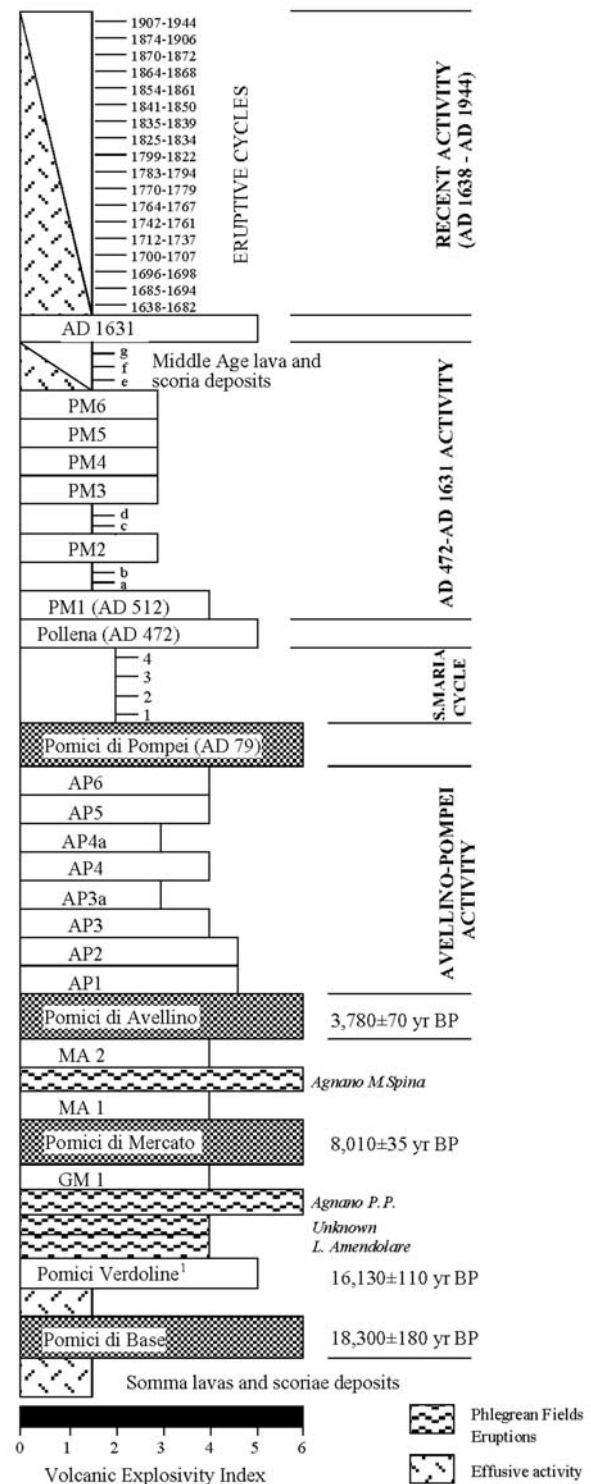 1907-1944
1874-1906
1870-1872
1864-1868
1854-1861
1841-1850
1835-1839
1825-1834
1799-1822
1783-1794
1770-1779
1764-1767
1742-1761
1712-1737
1700-1707
1696-1698
1685-1694
1638-1682
ERUPTIVE CYCLES
RECENT ACTIVITY
(AD 1638 - AD 1944)
AD 1631
g
f
e
Middle Age lava and
scoria deposits
PM6
PM5
PM4
PM3
d
c
PM2
b
a
PM1 (AD 512)
AD 472-AD 1631 ACTIVITY
Pollena (AD 472)
4
3
2
1
S.MARIA
CYCLE
Pomici di Pompei (AD 79)
AP6
AP5
AP4a
AP4
AP3a
AP3
AP2
AP1
AVELLINO-POMPEI
ACTIVITY
Pomici di Avellino 3,780±70 yr BP
MA 2
Agnano M.Spina
MA 1
Pomici di Mercato 8,010±35 yr BP
GM 1
Agnano P.P.
Unknown
L. Amendolare
Pomici Verdoline¹ 16,130±110 yr BP
Pomici di Base 18,300±180 yr BP
Somma lavas and scoriae deposits
0 1 2 3 4 5 6
Volcanic Explosivity Index
Phlegrean Fields
Eruptions
Effusive activity